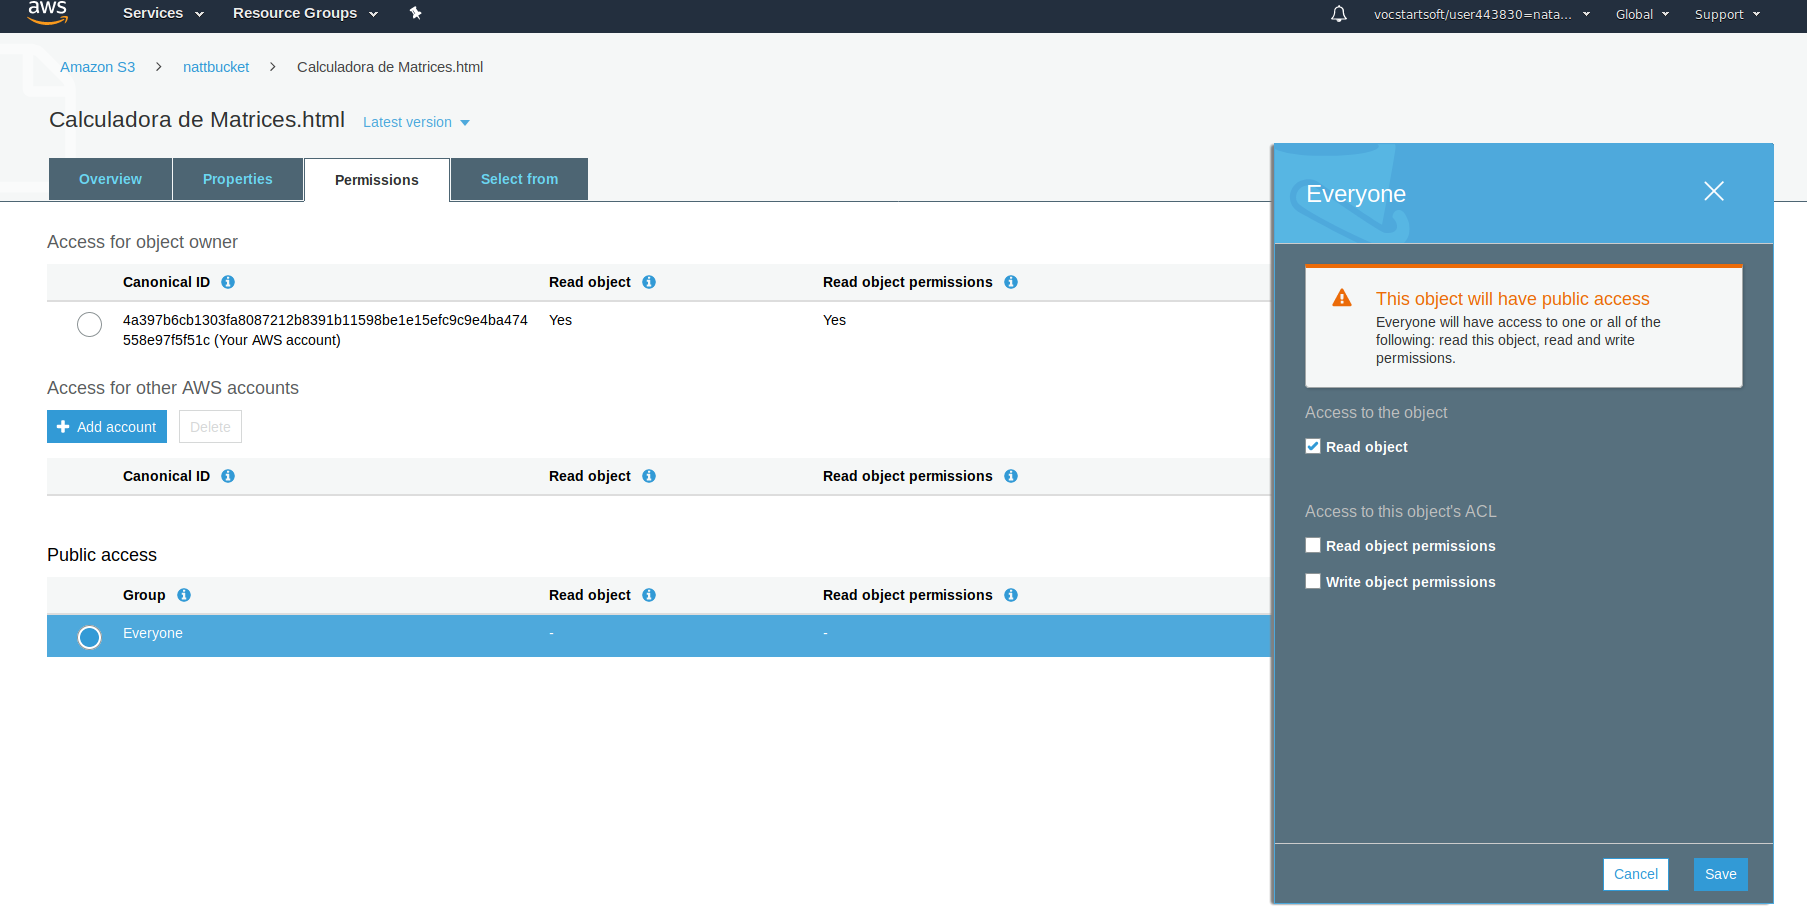 aws Services Resource Groups vocstartsoft/user443830=nata... Global Support
Amazon S3 > nattbucket > Calculadora de Matrices.html
Calculadora de Matrices.html Latest version
Overview Properties Permissions Select from
Access for object owner
Canonical ID Read object Read object permissions
4a397b6cb1303fa8087212b8391b11598be1e15efc9c9e4ba474 Yes Yes
558e97f5f51c (Your AWS account)
Access for other AWS accounts
Add account Delete
Canonical ID Read object Read object permissions
Public access
Group Read object Read object permissions
Everyone - -
Everyone
This object will have public access
Everyone will have access to one or all of the
following: read this object, read and write
permissions.
Access to the object
Read object
Access to this object's ACL
Read object permissions
Write object permissions
Cancel Save